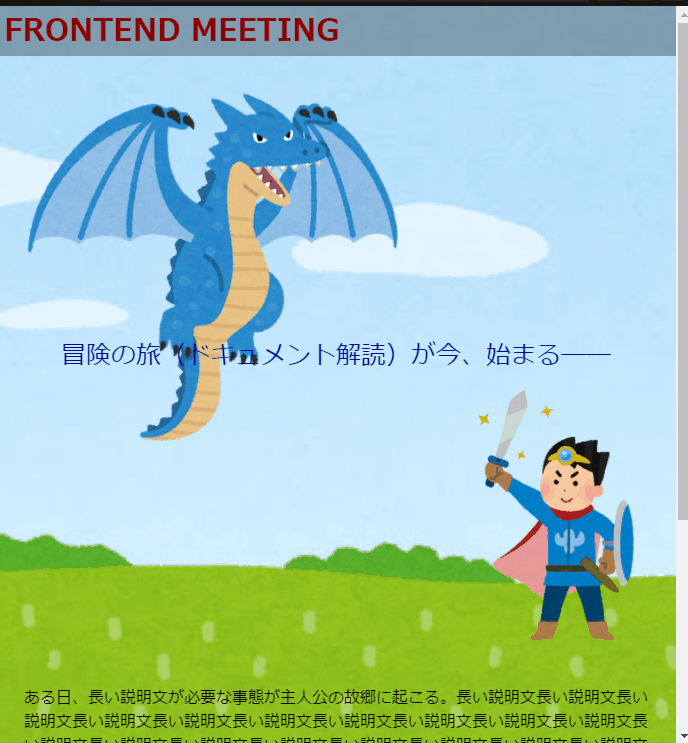 FRONTEND MEETING
冒険の旅（ドキュメント解読）が今、始まる――
ある日、長い説明文が必要な事態が主人公の故郷に起こる。長い説明文長い説明文長い
説明文長い説明文長い説明文長い説明文長い説明文長い説明文長い説明文長い説明文長